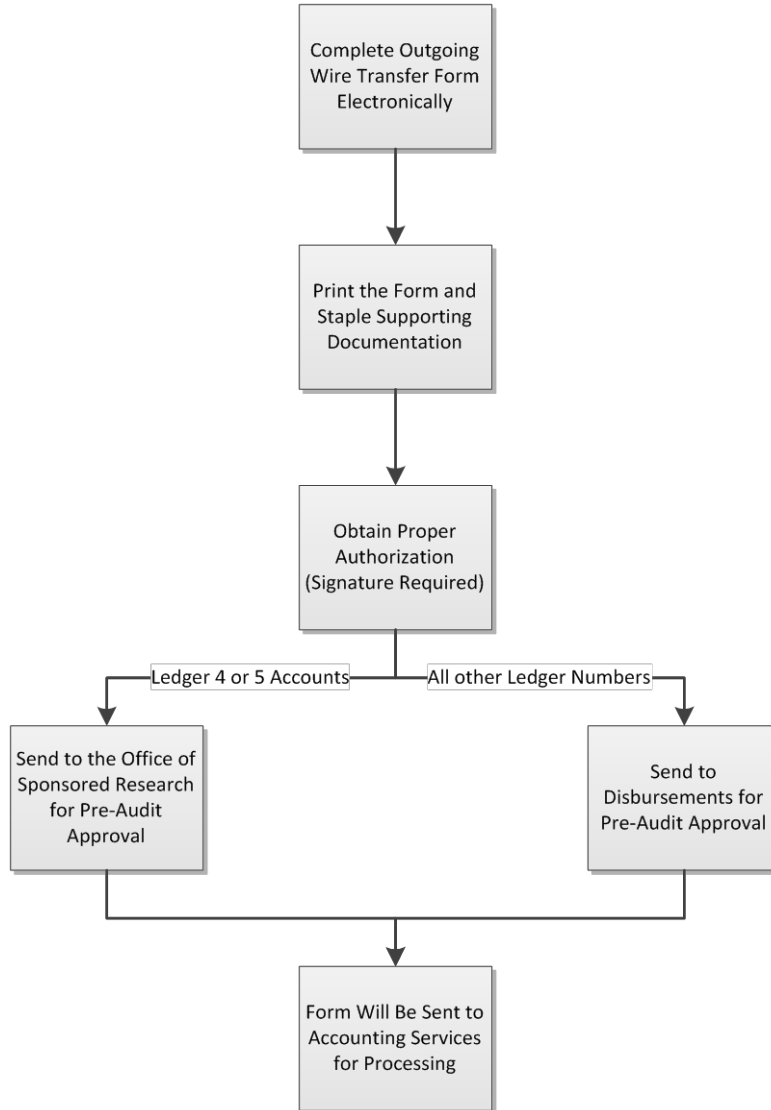 Complete Outgoing
Wire Transfer Form
Electronically
Print the Form and
Staple Supporting
Documentation
Obtain Proper
Authorization
(Signature Required)
Ledger 4 or 5 Accounts
All other Ledger Numbers
Send to the Office of
Sponsored Research
for Pre-Audit
Approval
Send to
Disbursements for
Pre-Audit Approval
Form Will Be Sent to
Accounting Services
for Processing